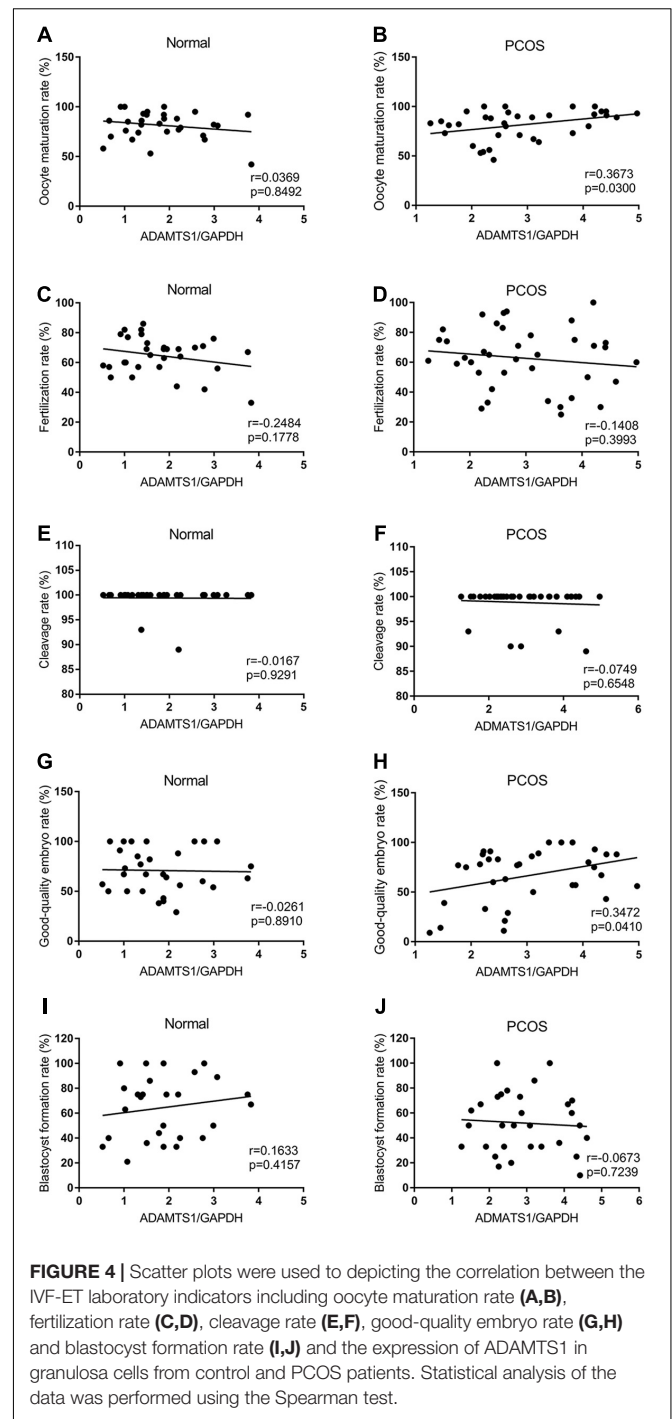 A
Normal
Oocyte maturation rate (%)
150
100
50
0
0 1 2 3 4 5
r=0.0369
p=0.8492
ADAMTS1/GAPDH
B
PCOS
Oocyte maturation rate (%)
150
100
50
0
1 2 3 4 5
r=0.3673
p=0.0300
ADAMTS1/GAPDH
C
Normal
Fertilization rate (%)
100
80
60
40
20
0
0 1 2 3 4 5
r=-0.2484
p=0.1778
ADAMTS1/GAPDH
D
PCOS
Fertilization rate (%)
100
80
60
40
20
0
1 2 3 4 5
r=-0.1408
p=0.3993
ADAMTS1/GAPDH
E
Normal
Cleavage rate (%)
110
105
100
95
90
85
80
0 1 2 3 4 5
r=-0.0167
p=0.9291
ADAMTS1/GAPDH
F
PCOS
Cleavage rate (%)
110
105
100
95
90
85
80
0 2 3 4 5 6
r=-0.0749
p=0.6548
ADMATS1/GAPDH
G
Normal
Good-quality embryo rate (%)
150
100
50
0
0 1 2 3 4 5
r=-0.0261
p=0.8910
ADAMTS1/GAPDH
H
PCOS
Good-quality embryo rate (%)
150
100
50
0
1 2 3 4 5
r=0.3472
p=0.0410
ADAMTS1/GAPDH
I
Normal
Blastocyst formation rate (%)
120
100
80
60
40
20
0
0 1 2 3 4 5
r=0.1633
p=0.4157
ADAMTS1/GAPDH
J
PCOS
Blastocyst formation rate (%)
120
100
80
60
40
20
0
0 2 3 4 5 6
r=-0.0673
p=0.7239
ADMATS1/GAPDH
FIGURE 4 | Scatter plots were used to depicting the correlation between the
IVF-ET laboratory indicators including oocyte maturation rate (A,B),
fertilization rate (C,D), cleavage rate (E,F), good-quality embryo rate (G,H)
and blastocyst formation rate (I,J) and the expression of ADAMTS1 in
granulosa cells from control and PCOS patients. Statistical analysis of the
data was performed using the Spearman test.